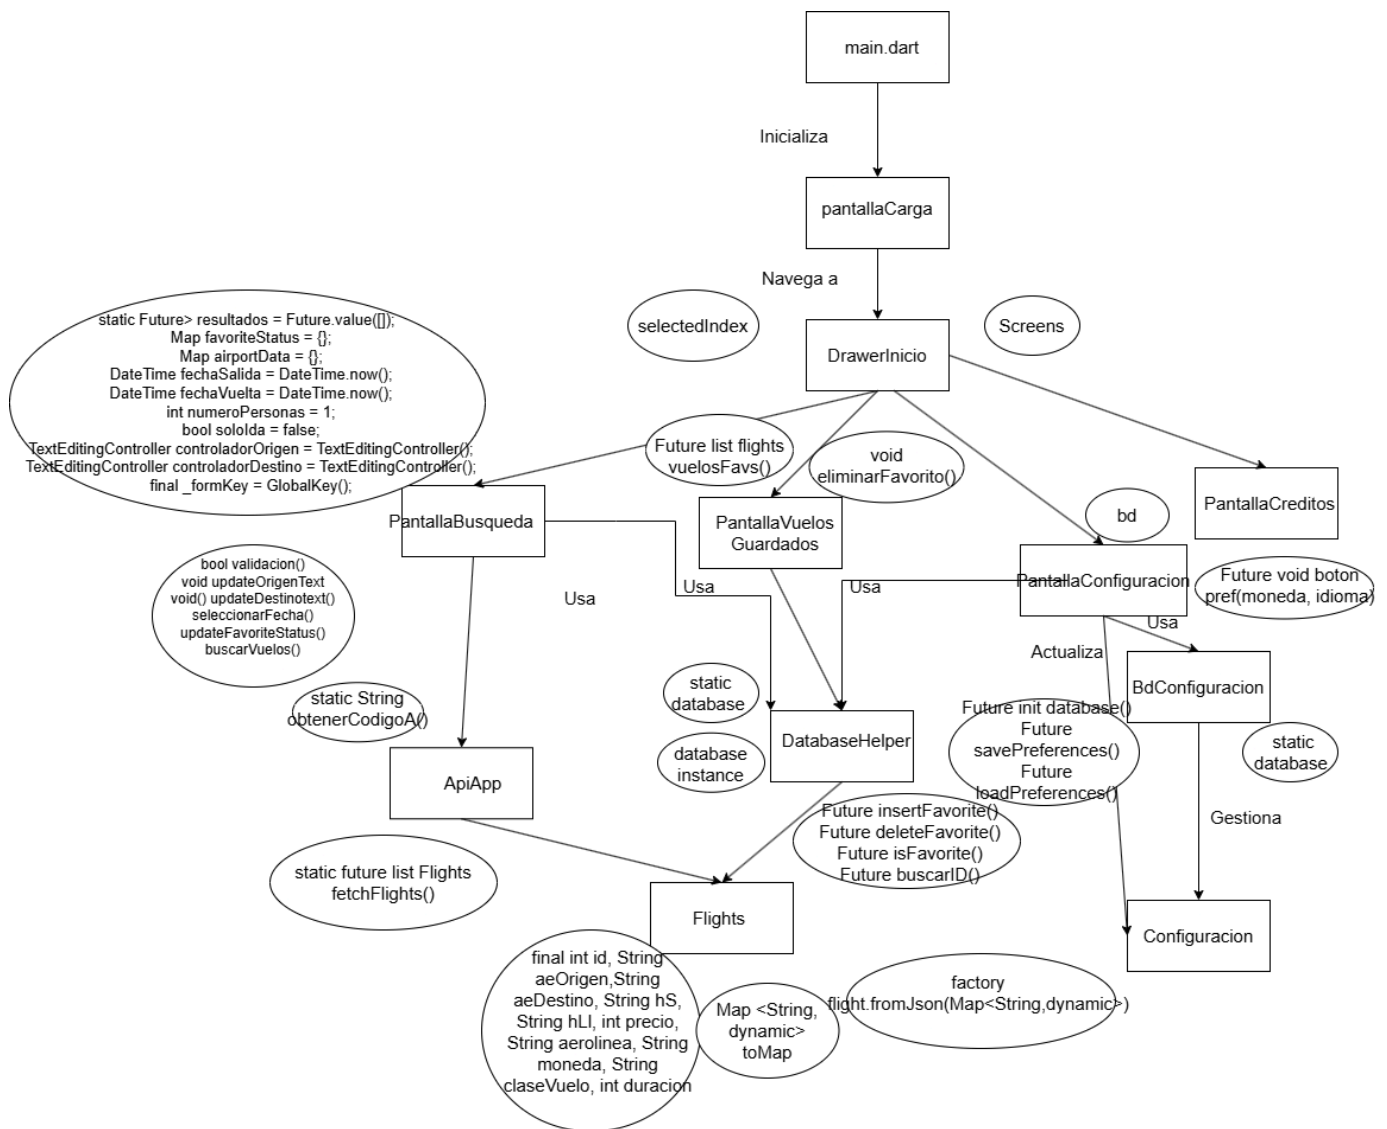 main.dart
Inicializa
pantallaCarga
Navega a
selectedIndex
Screens
DrawerInicio
static Future> resultados = Future.value([]);
Map favoriteStatus = {};
Map airportData = {};
DateTime fechaSalida = DateTime.now();
DateTime fechaVuelta = DateTime.now();
int numeroPersonas = 1;
bool soloIda = false;
TextEditingController controladorOrigen = TextEditingController();
TextEditingController controladorDestino = TextEditingController();
final _formKey = GlobalKey();
Future list flights
vuelosFavs()
void
eliminarFavorito()
PantallaBusqueda
PantallaVuelos
Guardados
bd
PantallaCreditos
PantallaConfiguracion
Future void boton
pref(moneda, idioma)
bool validacion()
void updateOrigenText
void() updateDestinotext()
seleccionarFecha()
updateFavoriteStatus()
buscarVuelos()
Usa
Usa
Usa
Usa
Actualiza
static String
obtenerCodigoA()
static
database
database
instance
DatabaseHelper
BdConfiguracion
Future init database()
Future
savePreferences()
Future
loadPreferences()
static
database
ApiApp
Gestiona
Future insertFavorite()
Future deleteFavorite()
Future isFavorite()
Future buscarID()
static future list Flights
fetchFlights()
Flights
Configuracion
final int id, String
aeOrigen,String
aeDestino, String hS,
String hLl, int precio,
String aerolinea, String
moneda, String
claseVuelo, int duracion
Map <String,
dynamic>
toMap
factory
flight.fromJson(Map<String,dynamic>)